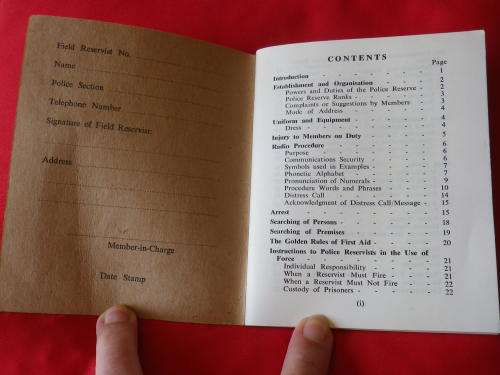 Field Reservist No.
Name
Police Section
Telephone Number
Signature of Field Reservist:
Address
Member-in-Charge
Date Stamp
CONTENTS
Page
Introduction - - - - - - 1
Establishment and Organisation - - - 2
Powers and Duties of the Police Reserve - 2
Police Reserve Ranks - - - - 3
Complaints or Suggestions by Members - 3
Mode of Address - - - - 4
Uniform and Equipment - - - - 4
Dress - - - - - - 4
Injury to Members on Duty - - - 5
Radio Procedure - - - - - 6
Purpose - - - - - - 6
Communications Security - - - 6
Symbols used in Examples - - - 7
Phonetic Alphabet - - - - 7
Pronunciation of Numerals - - - 9
Procedure Words and Phrases - - - 10
Distress Call - - - - - 14
Acknowledgment of Distress Call/Message - 15
Arrest - - - - - - - 15
Searching of Persons - - - - - 18
Searching of Premises - - - - 19
The Golden Rules of First Aid - - - 20
Instructions to Police Reservists in the Use of
Force - - - - - - 21
Individual Responsibility - - - - 21
When a Reservist Must Fire - - - 21
When a Reservist Must Not Fire - - 22
Custody of Prisoners - - - - 22
(i)